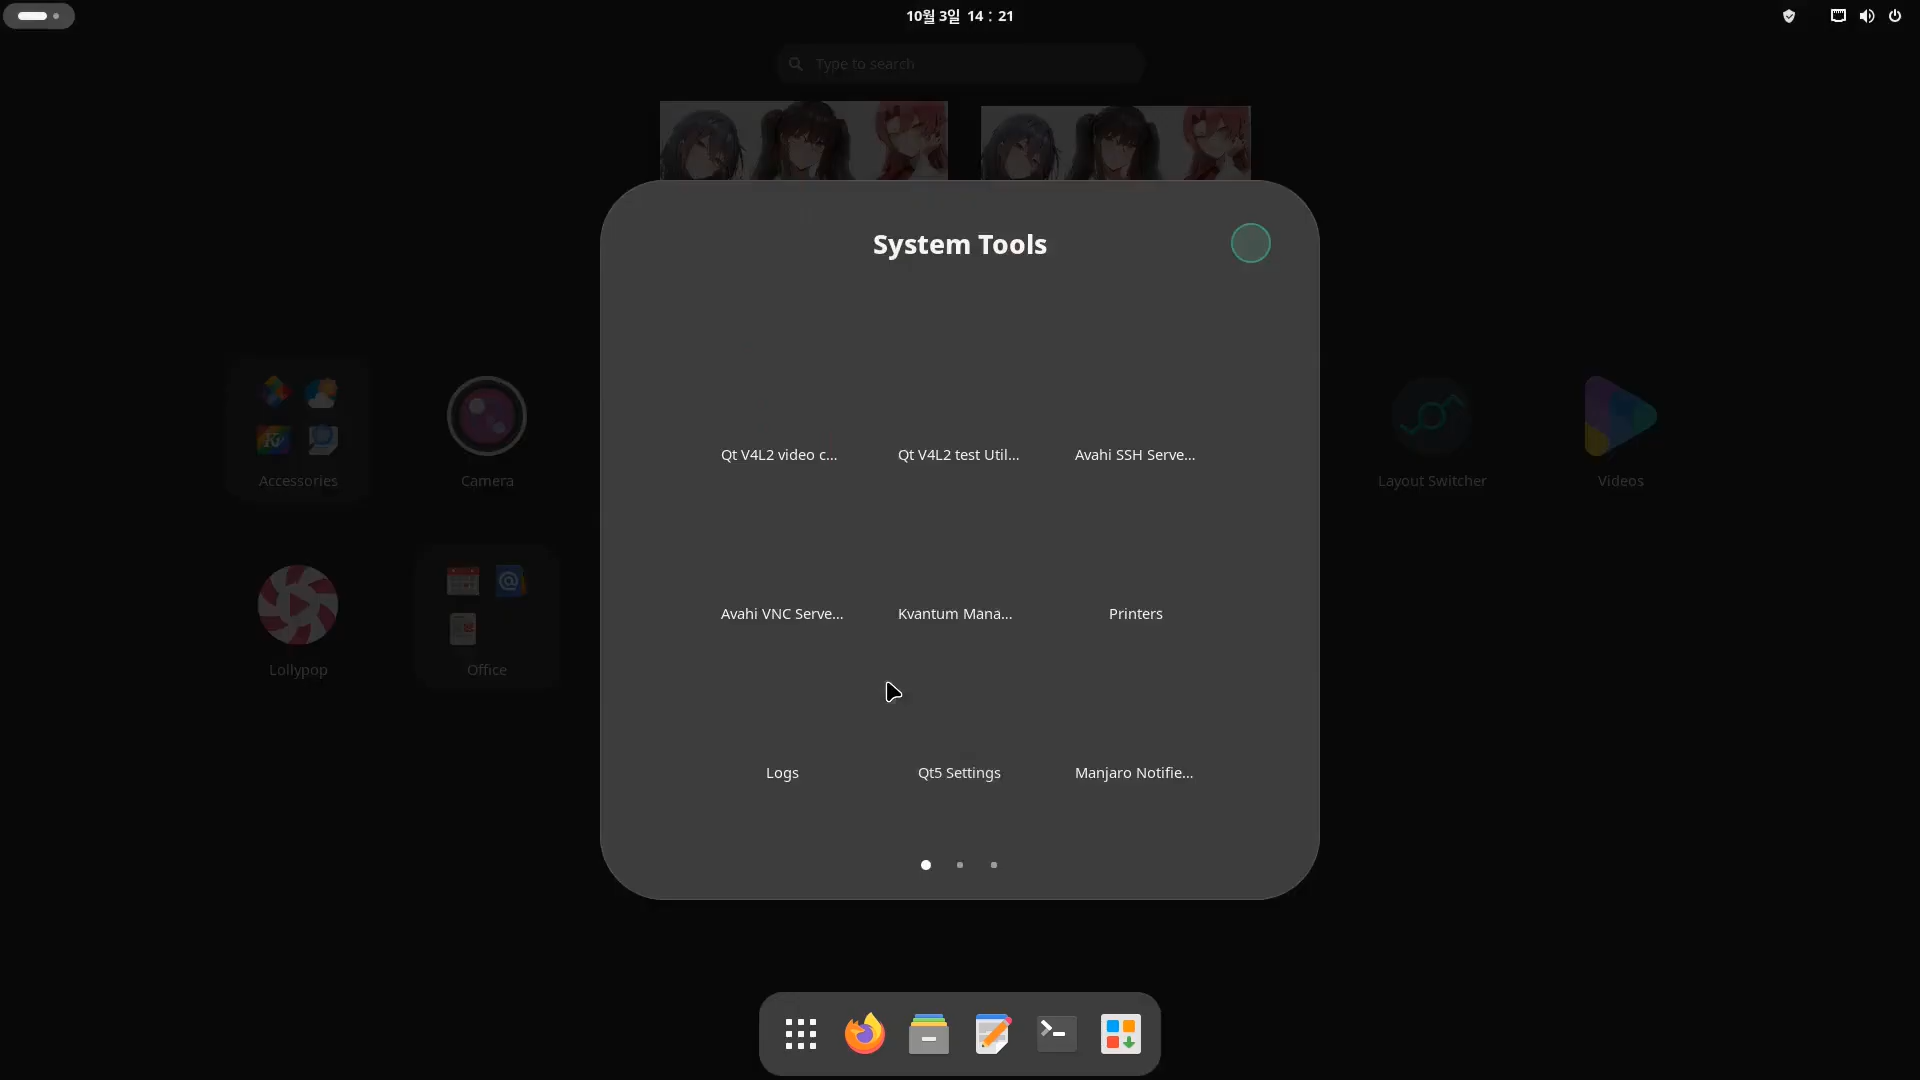 10월 3일 14 : 21
Type to search
System Tools
Qt V4L2 video c...
Qt V4L2 test Util...
Avahi SSH Serve...
Accessories
Camera
Layout Switcher
Videos
Avahi VNC Serve...
Kvantum Mana...
Printers
Lollypop
Office
Logs
Qt5 Settings
Manjaro Notifie...